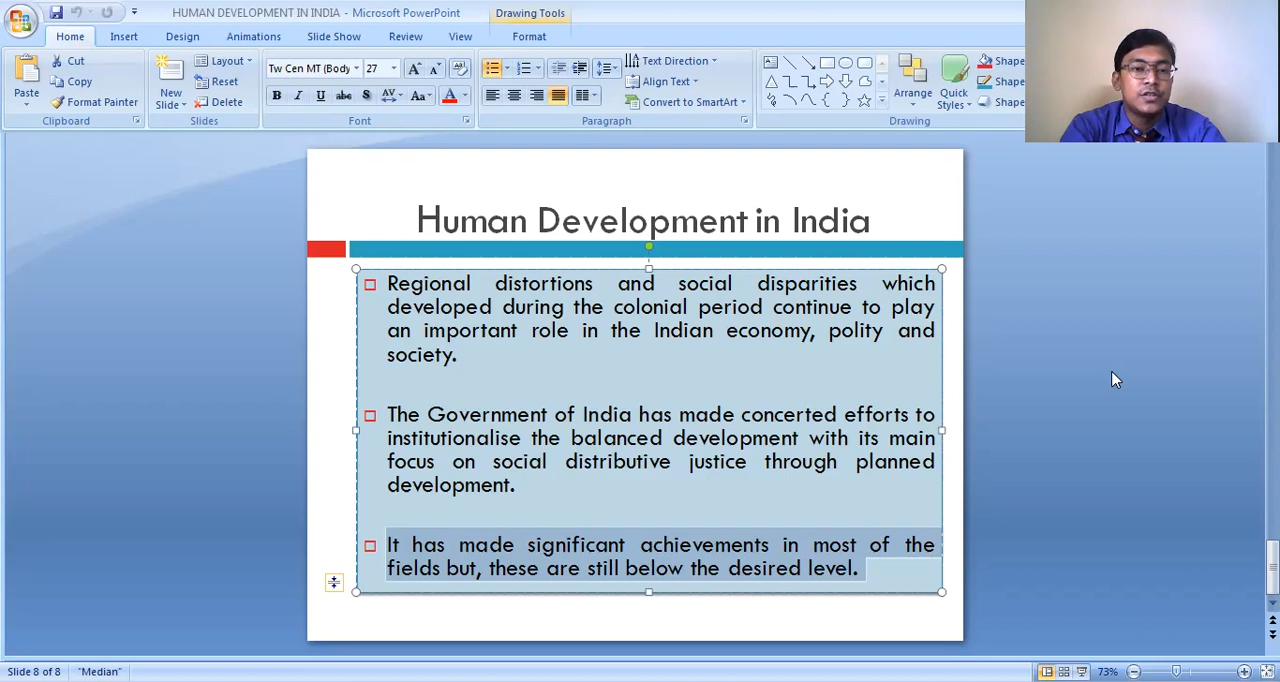 HUMAN DEVELOPMENT IN INDIA - Microsoft PowerPoint
Drawing Tools
Home Insert Design Animations Slide Show Review View Format
Paste
Cut
Copy
Format Painter
Clipboard
New Slide
Layout
Reset
Delete
Slides
Tw Cen MT (Body 27 A A
B I U abc S AV Aa A
Font
Text Direction
Align Text
Convert to SmartArt
Paragraph
Arrange
Quick Styles
Shape
Shape
Shape
Drawing
Human Development in India
Regional distortions and social disparities which
developed during the colonial period continue to play
an important role in the Indian economy, polity and
society.
The Government of India has made concerted efforts to
institutionalise the balanced development with its main
focus on social distributive justice through planned
development.
It has made significant achievements in most of the
fields but, these are still below the desired level.
Slide 8 of 8 "Median" 73%